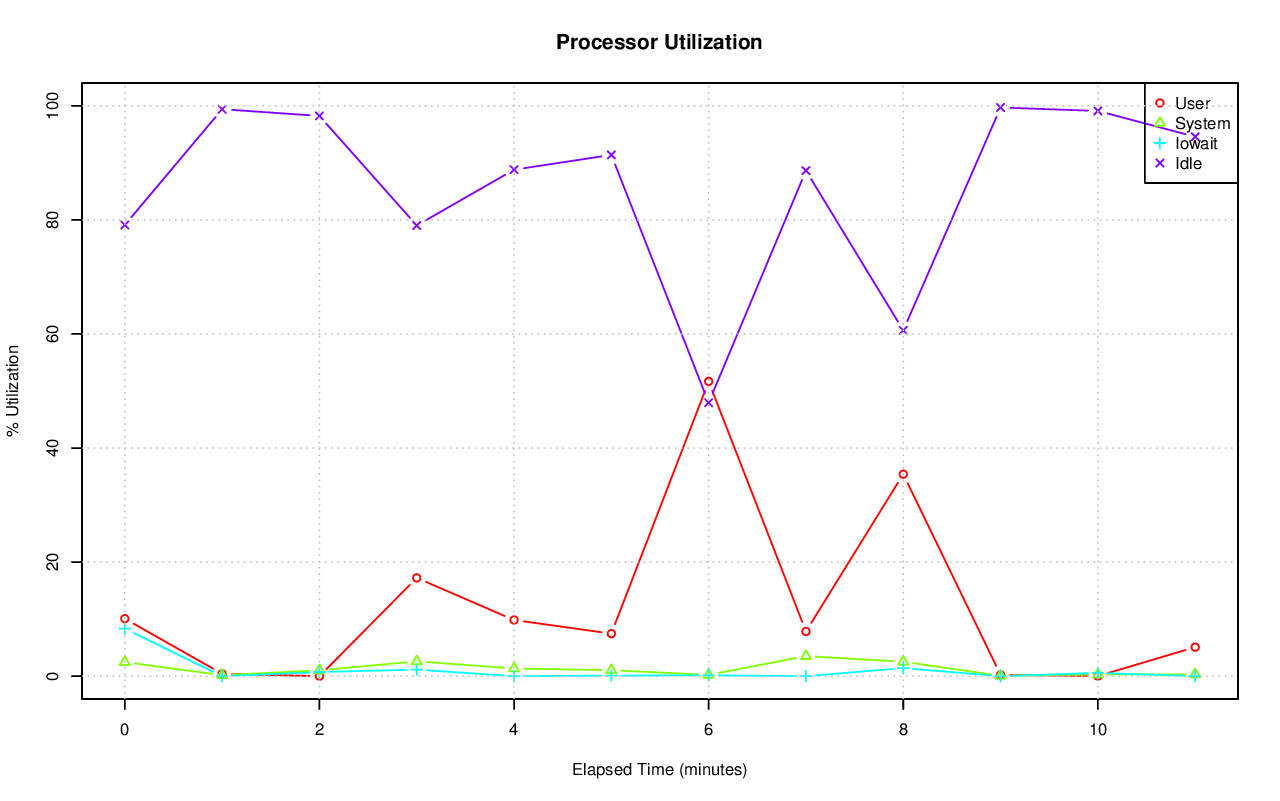 Processor Utilization
User
System
Iowait
Idle
100
80
60
40
20
0
% Utilization
0 2 4 6 8 10
Elapsed Time (minutes)